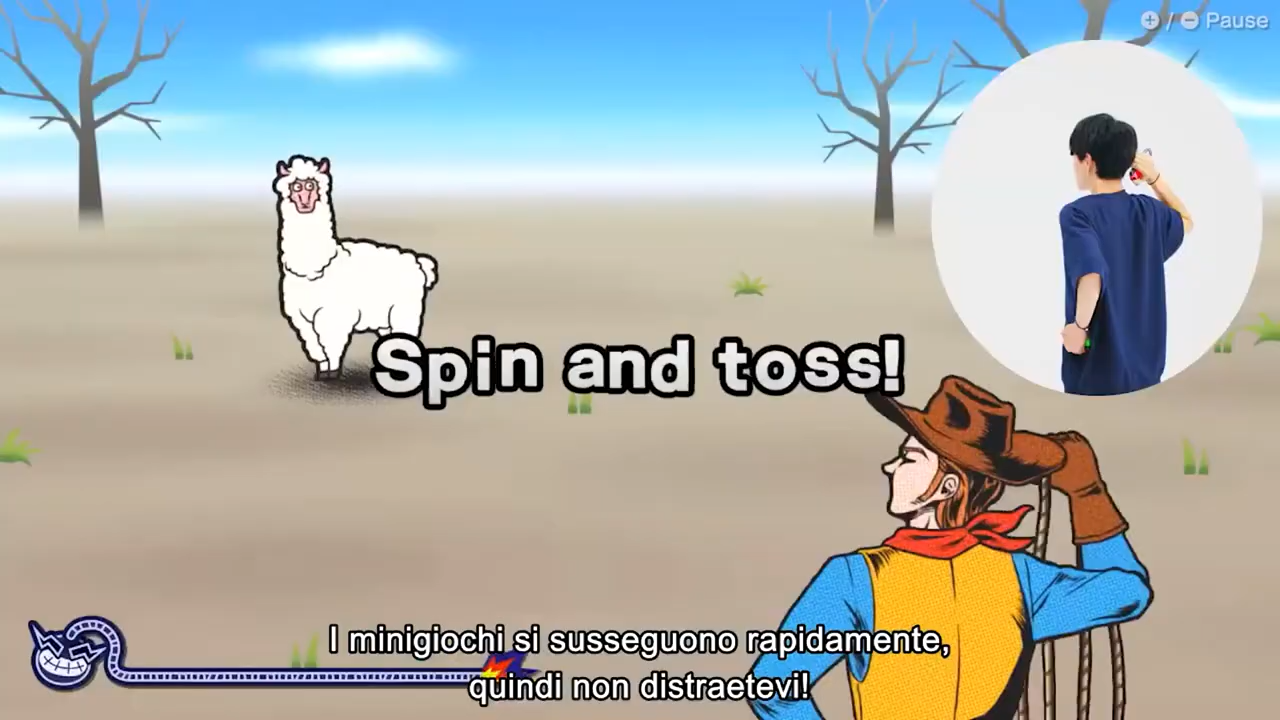 + / - Pause
Spin and toss!
I minigiochi si susseguono rapidamente,
quindi non distraetevi!